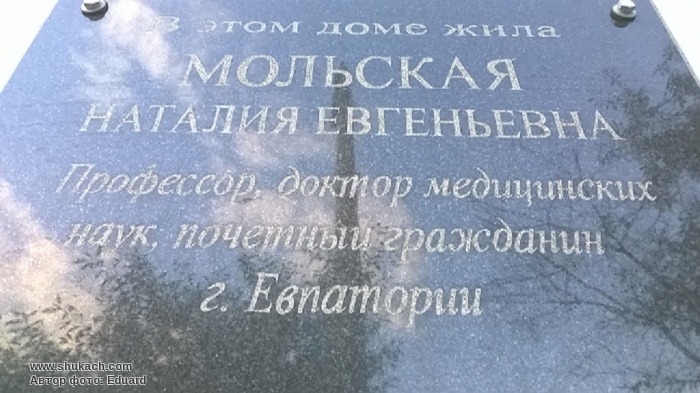 В этом доме жила
МОЛЬСКАЯ
НАТАЛИЯ ЕВГЕНЬЕВНА
Профессор, доктор медицинских
наук, почетный гражданин
г. Евпатории
www.shukach.com
Автор фото: Eduard